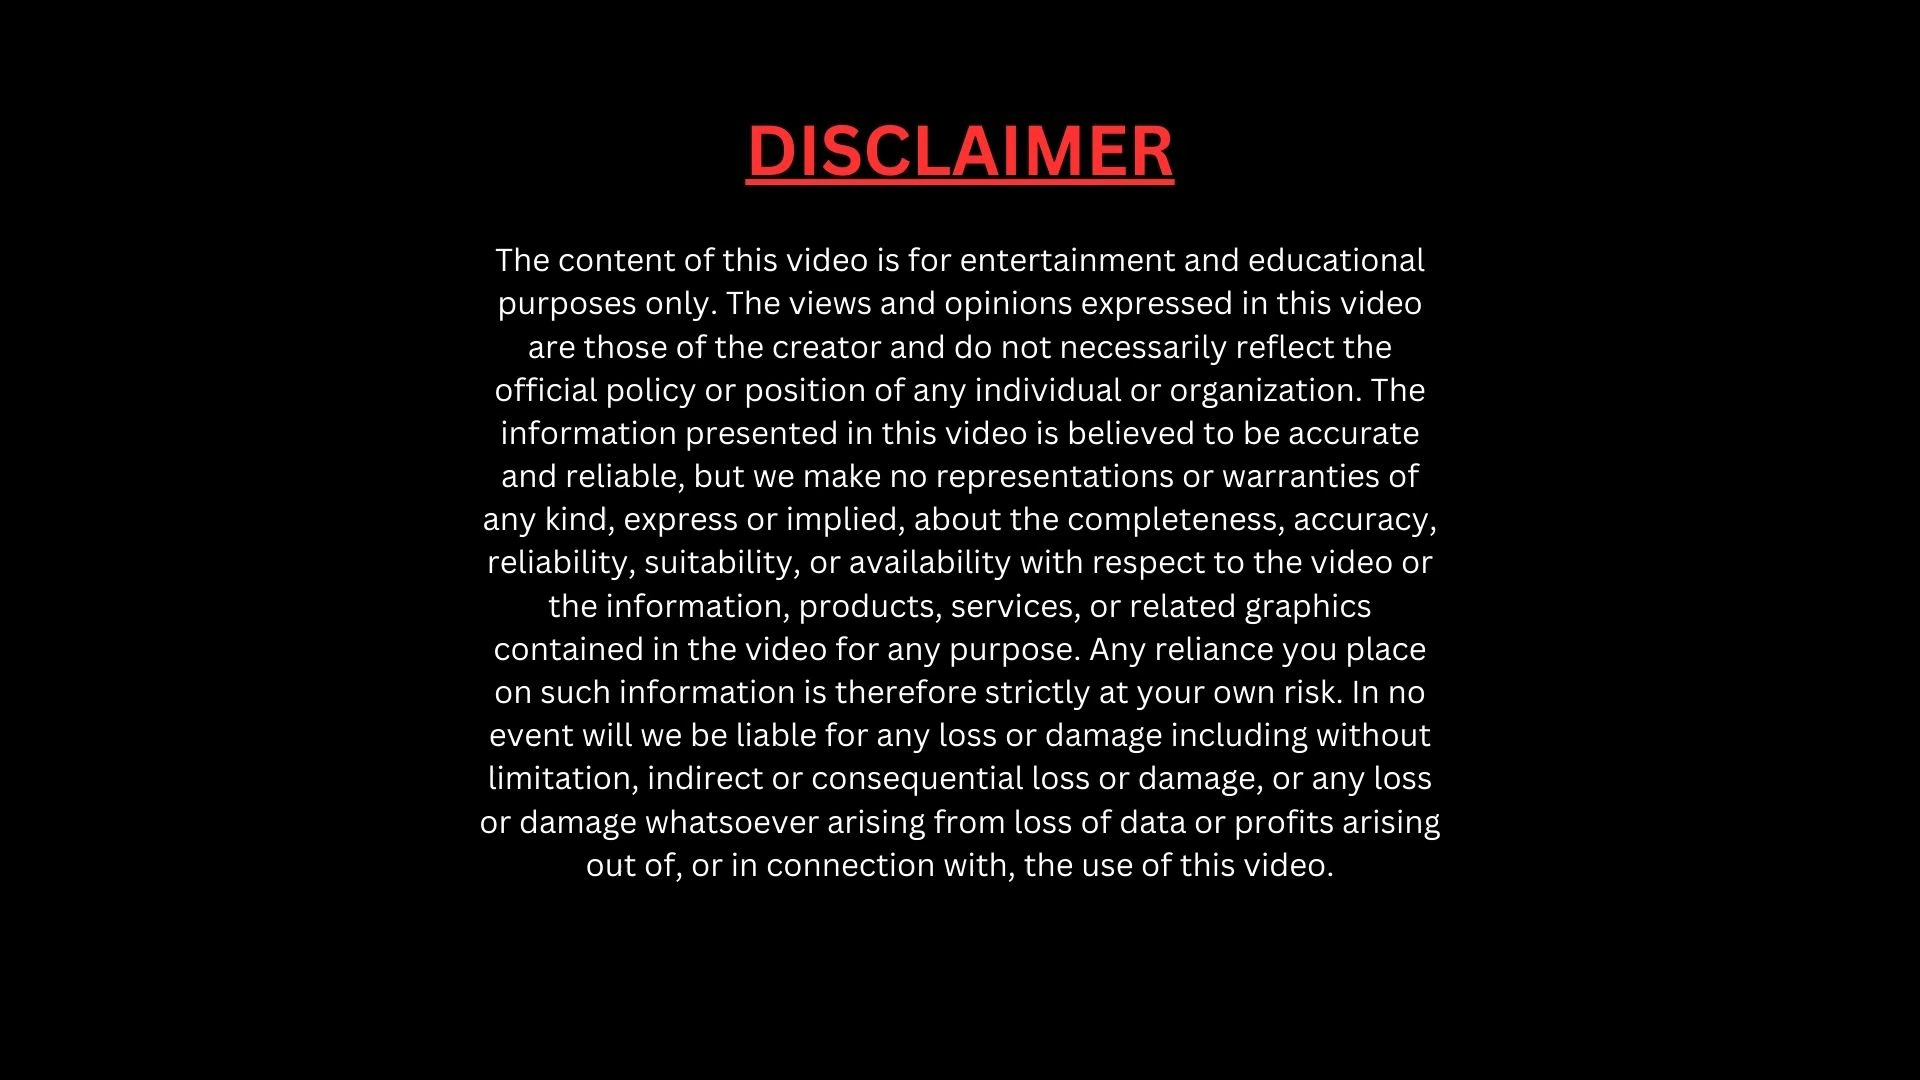 DISCLAIMER
The content of this video is for entertainment and educational
purposes only. The views and opinions expressed in this video
are those of the creator and do not necessarily reflect the
official policy or position of any individual or organization. The
information presented in this video is believed to be accurate
and reliable, but we make no representations or warranties of
any kind, express or implied, about the completeness, accuracy,
reliability, suitability, or availability with respect to the video or
the information, products, services, or related graphics
contained in the video for any purpose. Any reliance you place
on such information is therefore strictly at your own risk. In no
event will we be liable for any loss or damage including without
limitation, indirect or consequential loss or damage, or any loss
or damage whatsoever arising from loss of data or profits arising
out of, or in connection with, the use of this video.